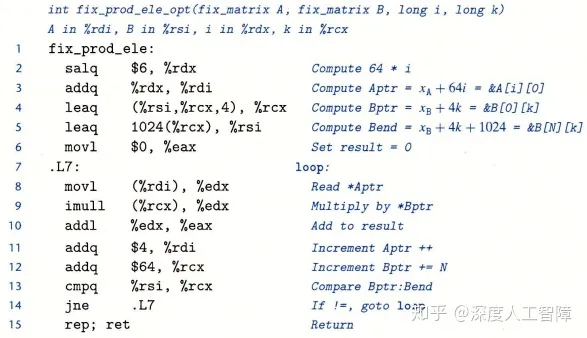 int fix_prod_ele_opt(fix_matrix A, fix_matrix B, long i, long k)
A in %rdi, B in %rsi, i in %rdx, k in %rcx
1 fix_prod_ele:
2 salq $6, %rdx Compute 64 * i
3 addq %rdx, %rdi Compute Aptr = xA + 64i = &A[i][0]
4 leaq (%rsi,%rcx,4), %rcx Compute Bptr = xB + 4k = &B[0][k]
5 leaq 1024(%rcx), %rsi Compute Bend = xB + 4k + 1024 = &B[N][k]
6 movl $0, %eax Set result = 0
7 .L7: loop:
8 movl (%rdi), %edx Read *Aptr
9 imull (%rcx), %edx Multiply by *Bptr
10 addl %edx, %eax Add to result
11 addq $4, %rdi Increment Aptr ++
12 addq $64, %rcx Increment Bptr += N
13 cmpq %rsi, %rcx Compare Bptr:Bend
14 jne .L7 If !=, goto loop
15 rep; ret Return
知乎 @深度人工智障